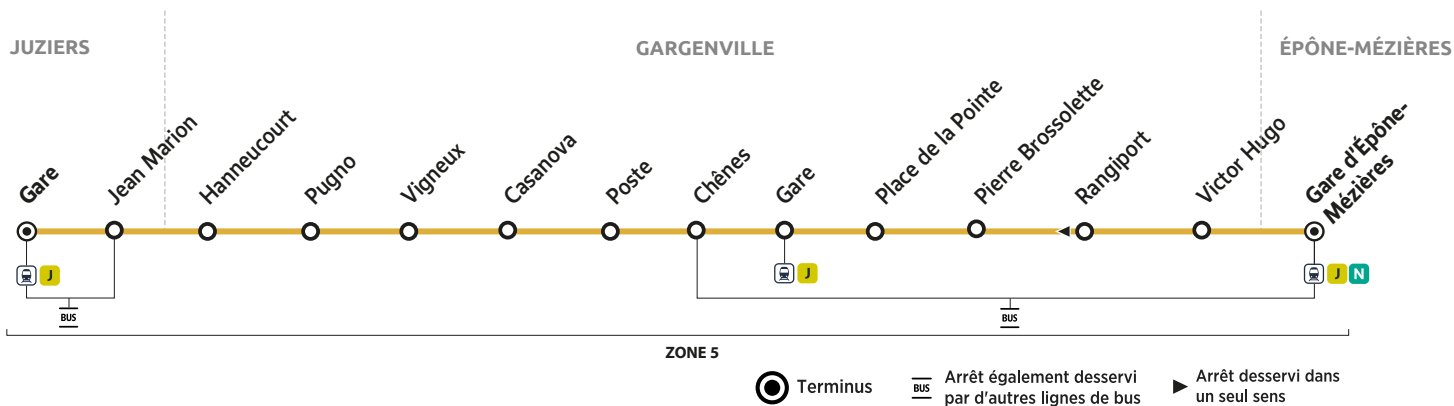 JUZIERS
GARGENVILLE
ÉPÔNE-MÉZIÈRES
Gare
Jean Marion
Hanneucourt
Pugno
Vigneux
Casanova
Poste
Chênes
Gare
Place de la Pointe
Pierre Brossolette
Rangiport
Victor Hugo
Gare d'Épône-
Mézières
J
J
J N
BUS
BUS
ZONE 5
Terminus
BUS
Arrêt également desservi
par d'autres lignes de bus
Arrêt desservi dans
un seul sens